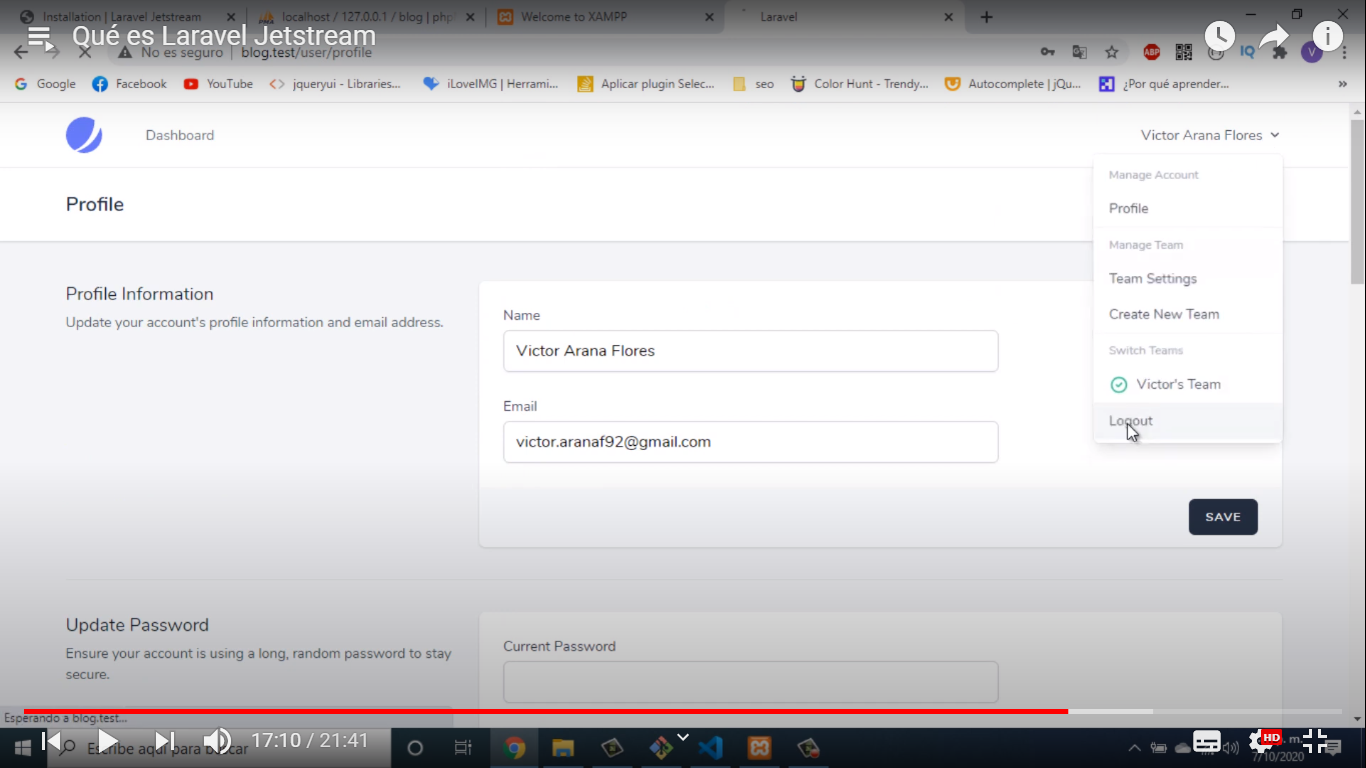 Installation | Laravel Jetstream
localhost / 127.0.0.1 / blog | php
Welcome to XAMPP
Laravel
Qué es Laravel Jetstream
No es seguro
blog.test/user/profile
ABP
IQ
V
Google
Facebook
YouTube
jqueryui - Libraries...
iLoveIMG | Herrami...
Aplicar plugin Selec...
seo
Color Hunt - Trendy...
Autocomplete | jQu...
¿Por qué aprender...
»
Dashboard
Victor Arana Flores
Manage Account
Profile
Profile
Manage Team
Team Settings
Create New Team
Switch Teams
Victor's Team
Logout
Profile Information
Update your account's profile information and email address.
Name
Victor Arana Flores
Email
victor.aranaf92@gmail.com
SAVE
Update Password
Ensure your account is using a long, random password to stay
secure.
Current Password
Esperando a blog.test...
Escribe aquí para buscar
17:10 / 21:41
HD
7/10/2020